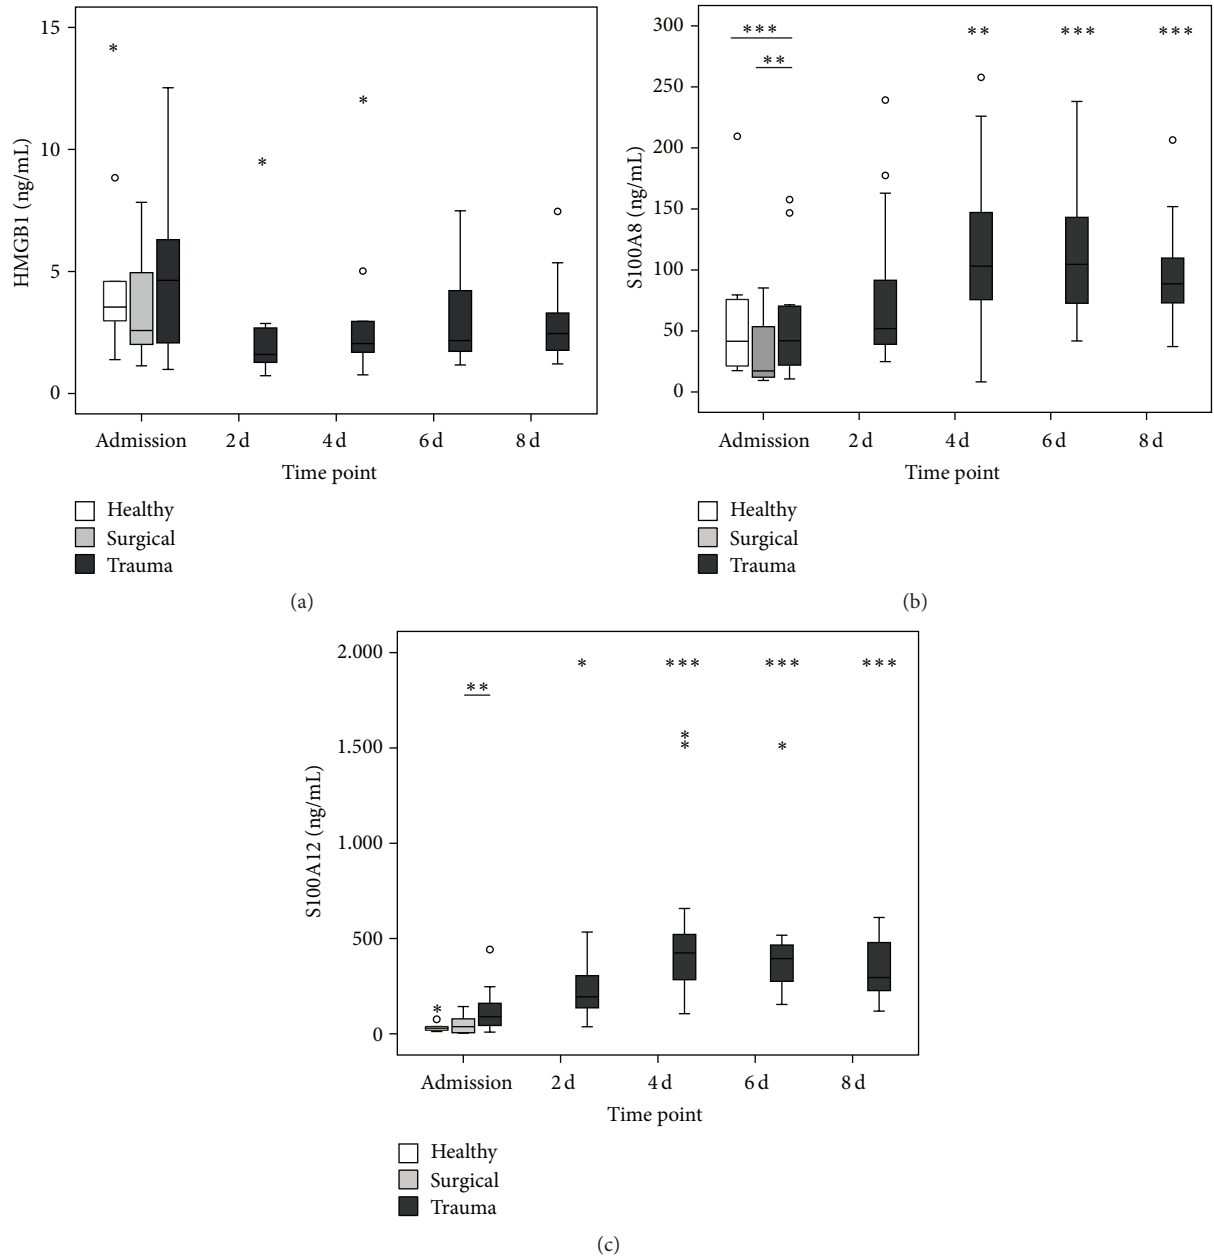 15
10
5
0
HMGB1 (ng/mL)
*
*
*
Admission 2 d 4 d 6 d 8 d
Time point
Healthy
Surgical
Trauma
(a)
300
250
200
150
100
50
0
S100A8 (ng/mL)
*** ** *** ***
**
Admission 2 d 4 d 6 d 8 d
Time point
Healthy
Surgical
Trauma
(b)
2.000
1.500
1.000
500
0
S100A12 (ng/mL)
* *** *** ***
**
*
* *
*
Admission 2 d 4 d 6 d 8 d
Time point
Healthy
Surgical
Trauma
(c)